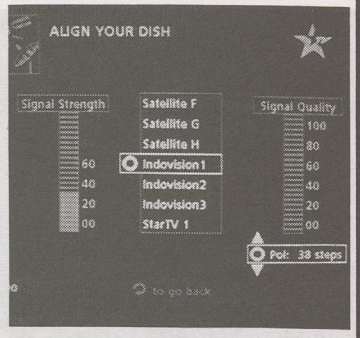 ALIGN YOUR DISH
Signal Strength
60
40
20
00
Satellite F
Satellite G
Satellite H
Indovision1
Indovision2
Indovision3
StarTV 1
Signal Quality
100
80
60
40
20
00
Pol: 38 steps
to go back